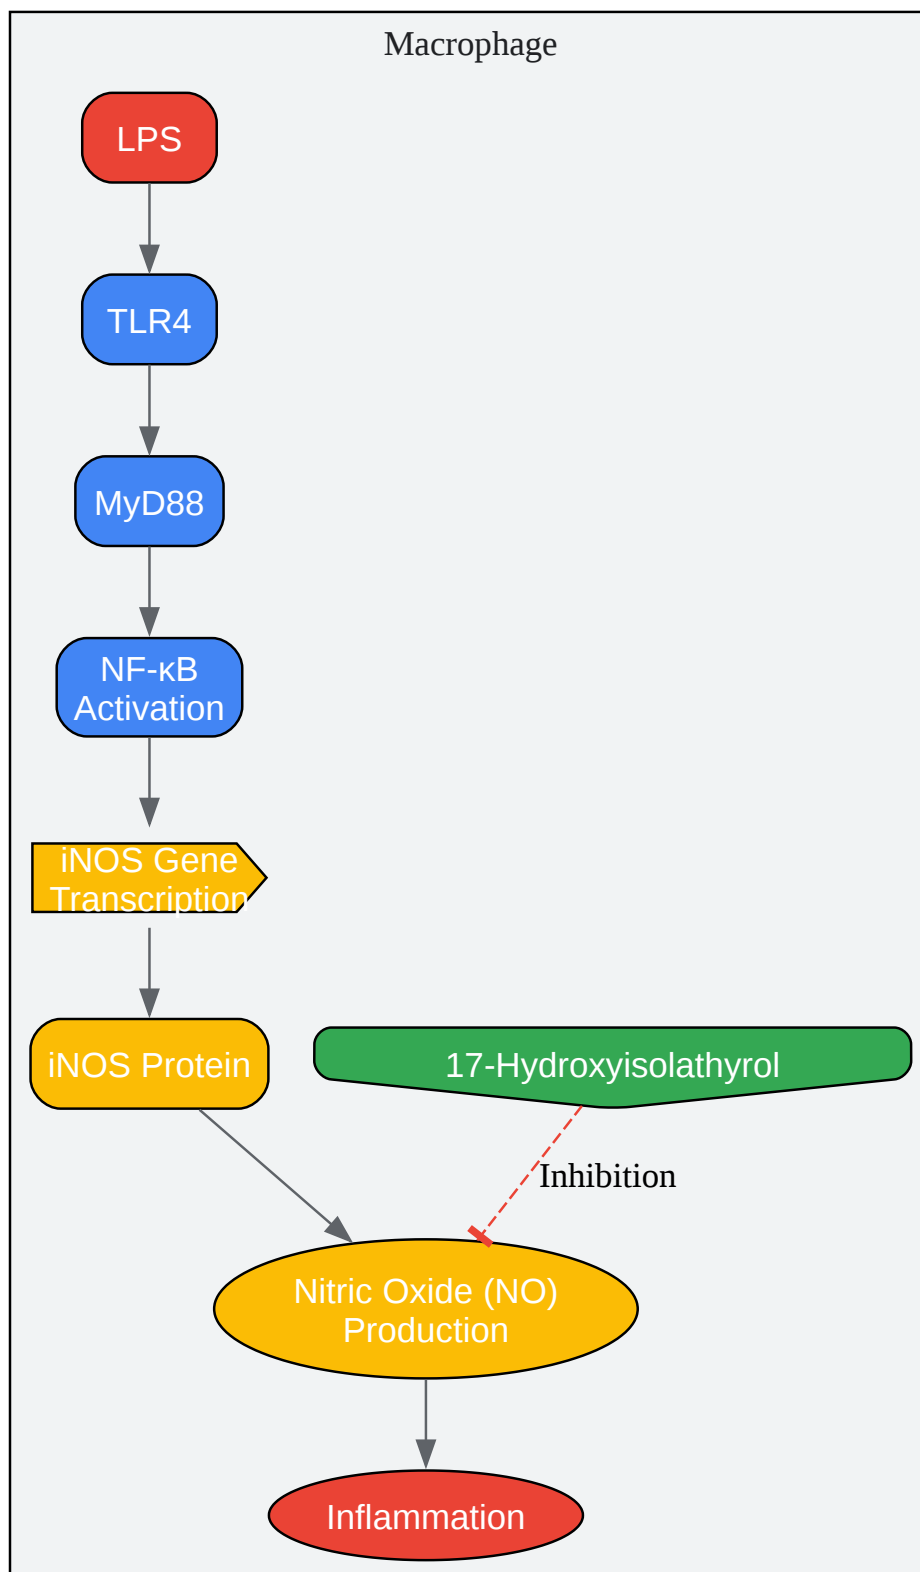 Macrophage
LPS
TLR4
MyD88
NF-κB
Activation
iNOS Gene
Transcription
iNOS Protein
17-Hydroxyisolathyrol
Inhibition
Nitric Oxide (NO)
Production
Inflammation